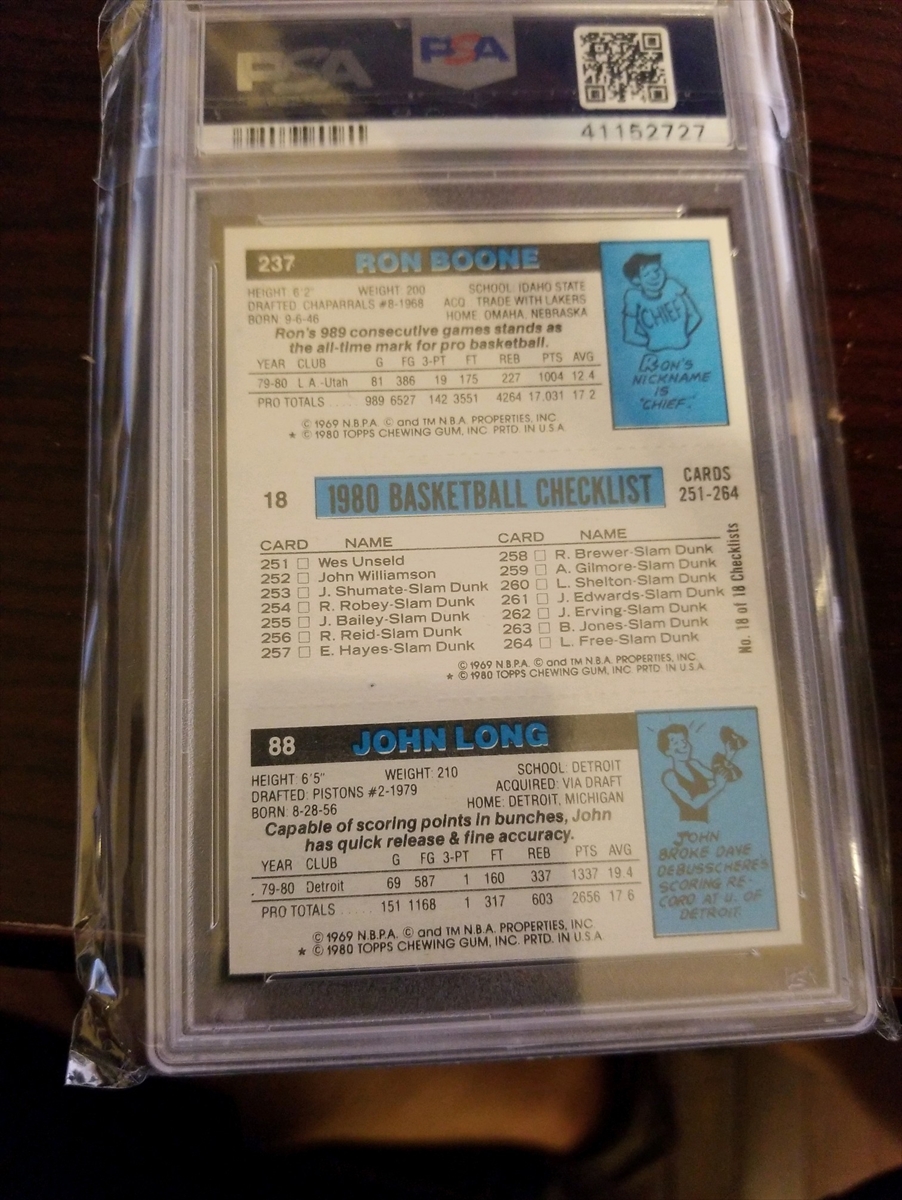 PSA
PSA
41152727
237 RON BOONE
HEIGHT: 6'2" WEIGHT: 200 SCHOOL: IDAHO STATE
DRAFTED: CHAPARRALS #8-1968 ACQ.: TRADE WITH LAKERS
BORN: 9-6-46 HOME: OMAHA, NEBRASKA
Ron's 989 consecutive games stands as
the all-time mark for pro basketball.
YEAR CLUB G FG 3-PT FT REB PTS AVG
79-80 L.A.-Utah 81 386 19 175 227 1004 12.4
PRO TOTALS ..... 989 6527 142 3551 4264 17,031 17.2
© 1969 N.B.P.A. © and TM N.B.A. PROPERTIES, INC.
★ © 1980 TOPPS CHEWING GUM, INC. PRTD. IN U.S.A.
CHIEF
RON'S
NICKNAME
IS
"CHIEF."
18 1980 BASKETBALL CHECKLIST CARDS
251-264
CARD NAME
251 □ Wes Unseld
252 □ John Williamson
253 □ J. Shumate-Slam Dunk
254 □ R. Robey-Slam Dunk
255 □ J. Bailey-Slam Dunk
256 □ R. Reid-Slam Dunk
257 □ E. Hayes-Slam Dunk
CARD NAME
258 □ R. Brewer-Slam Dunk
259 □ A. Gilmore-Slam Dunk
260 □ L. Shelton-Slam Dunk
261 □ J. Edwards-Slam Dunk
262 □ J. Erving-Slam Dunk
263 □ B. Jones-Slam Dunk
264 □ L. Free-Slam Dunk
No. 18 of 18 Checklists
© 1969 N.B.P.A. © and TM N.B.A. PROPERTIES, INC.
★ © 1980 TOPPS CHEWING GUM, INC. PRTD. IN U.S.A.
88 JOHN LONG
HEIGHT: 6'5" WEIGHT: 210 SCHOOL: DETROIT
DRAFTED: PISTONS #2-1979 ACQUIRED: VIA DRAFT
BORN: 8-28-56 HOME: DETROIT, MICHIGAN
Capable of scoring points in bunches, John
has quick release & fine accuracy.
YEAR CLUB G FG 3-PT FT REB PTS AVG
79-80 Detroit 69 587 1 160 337 1337 19.4
PRO TOTALS ..... 151 1168 1 317 603 2656 17.6
© 1969 N.B.P.A. © and TM N.B.A. PROPERTIES, INC.
★ © 1980 TOPPS CHEWING GUM, INC. PRTD. IN U.S.A.
JOHN
BROKE DAVE
DEBUSSCHERE'S
SCORING RE-
CORD AT U. OF
DETROIT.